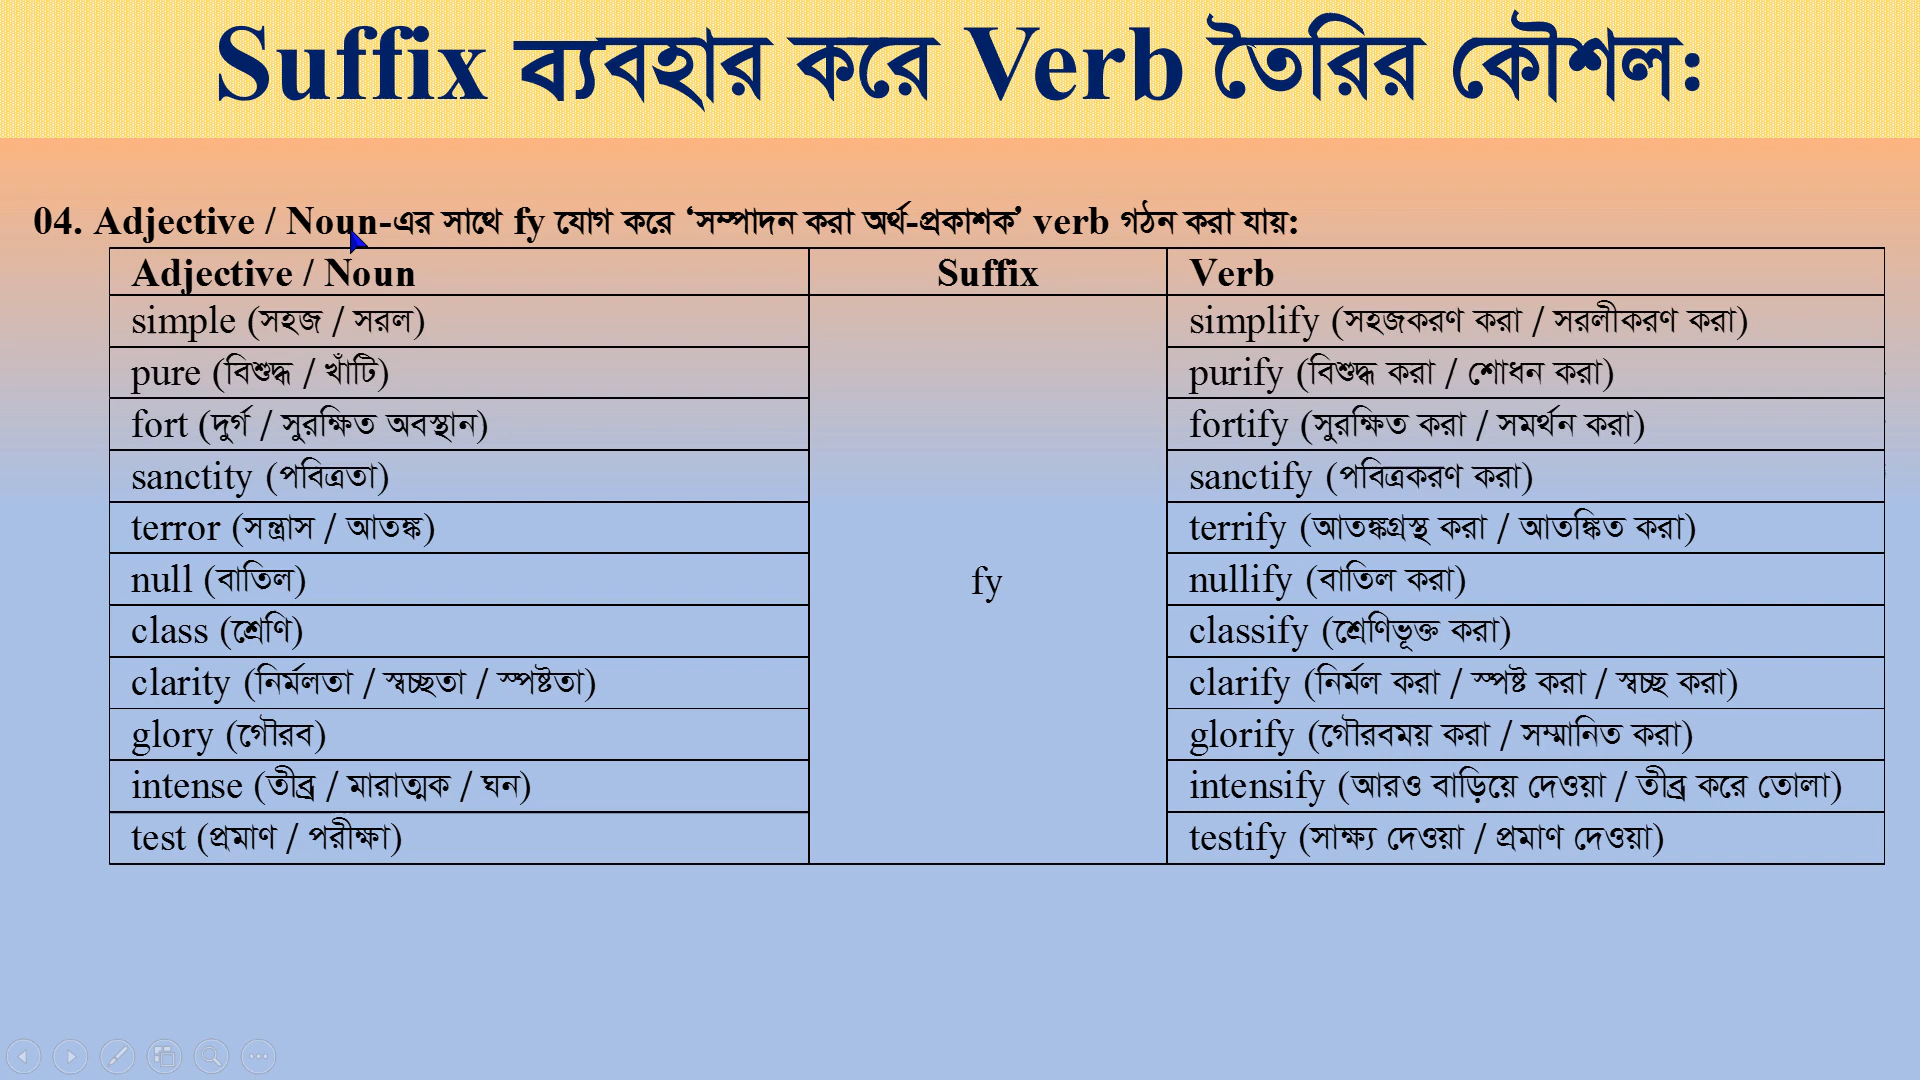 Suffix ব্যবহার করে Verb তৈরির কৌশল:
04. Adjective / Noun-এর সাথে fy যোগ করে ‘সম্পাদন করা অর্থ-প্রকাশক’ verb গঠন করা যায়:
Adjective / Noun Suffix Verb
simple (সহজ / সরল) simplify (সহজকরণ করা / সরলীকরণ করা)
pure (বিশুদ্ধ / খাঁটি) purify (বিশুদ্ধ করা / শোধন করা)
fort (দুর্গ / সুরক্ষিত অবস্থান) fortify (সুরক্ষিত করা / সমর্থন করা)
sanctity (পবিত্রতা) sanctify (পবিত্রকরণ করা)
terror (সন্ত্রাস / আতঙ্ক) terrify (আতঙ্কগ্রস্থ করা / আতঙ্কিত করা)
null (বাতিল) fy nullify (বাতিল করা)
class (শ্রেণি) classify (শ্রেণিভূক্ত করা)
clarity (নির্মলতা / স্বচ্ছতা / স্পষ্টতা) clarify (নির্মল করা / স্পষ্ট করা / স্বচ্ছ করা)
glory (গৌরব) glorify (গৌরবময় করা / সম্মানিত করা)
intense (তীব্র / মারাত্মক / ঘন) intensify (আরও বাড়িয়ে দেওয়া / তীব্র করে তোলা)
test (প্রমাণ / পরীক্ষা) testify (সাক্ষ্য দেওয়া / প্রমাণ দেওয়া)